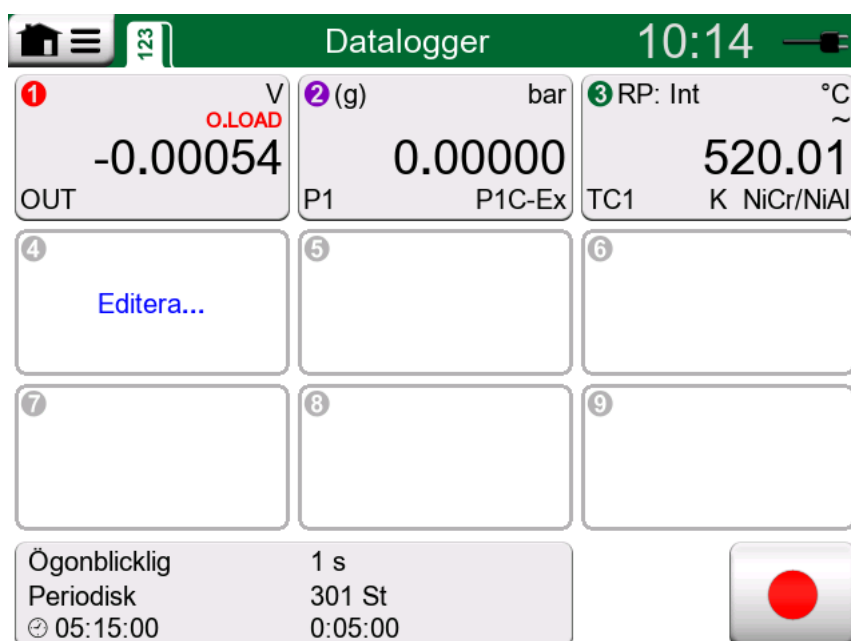 123 Datalogger 10:14
1 V
O.LOAD
-0.00054
OUT
2 (g) bar
0.00000
P1 P1C-Ex
3 RP: Int °C
~
520.01
TC1 K NiCr/NiAl
4
Editera...
5
6
7
8
9
Ögonblicklig 1 s
Periodisk 301 St
05:15:00 0:05:00